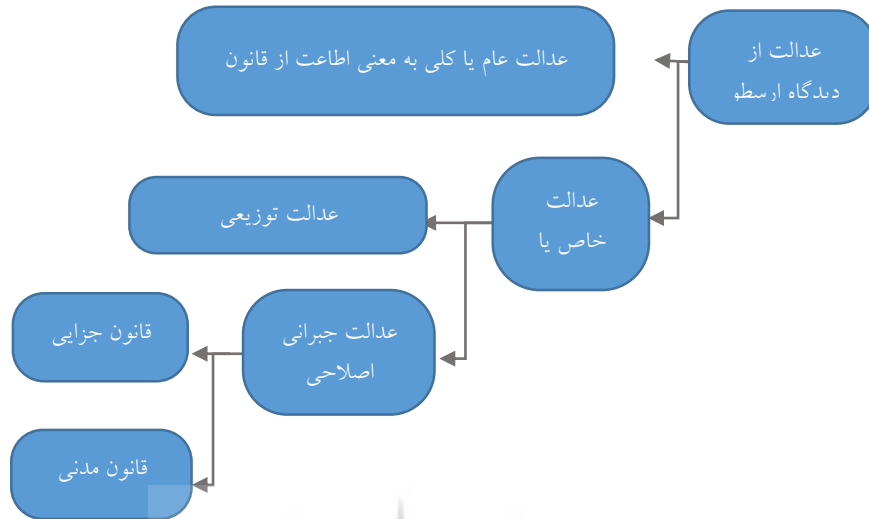 عدالت از
دیدگاه ارسطو
عدالت عام یا کلی به معنی اطاعت از قانون
عدالت
خاص یا
عدالت توزیعی
عدالت جبرانی
اصلاحی
قانون جزایی
قانون مدنی